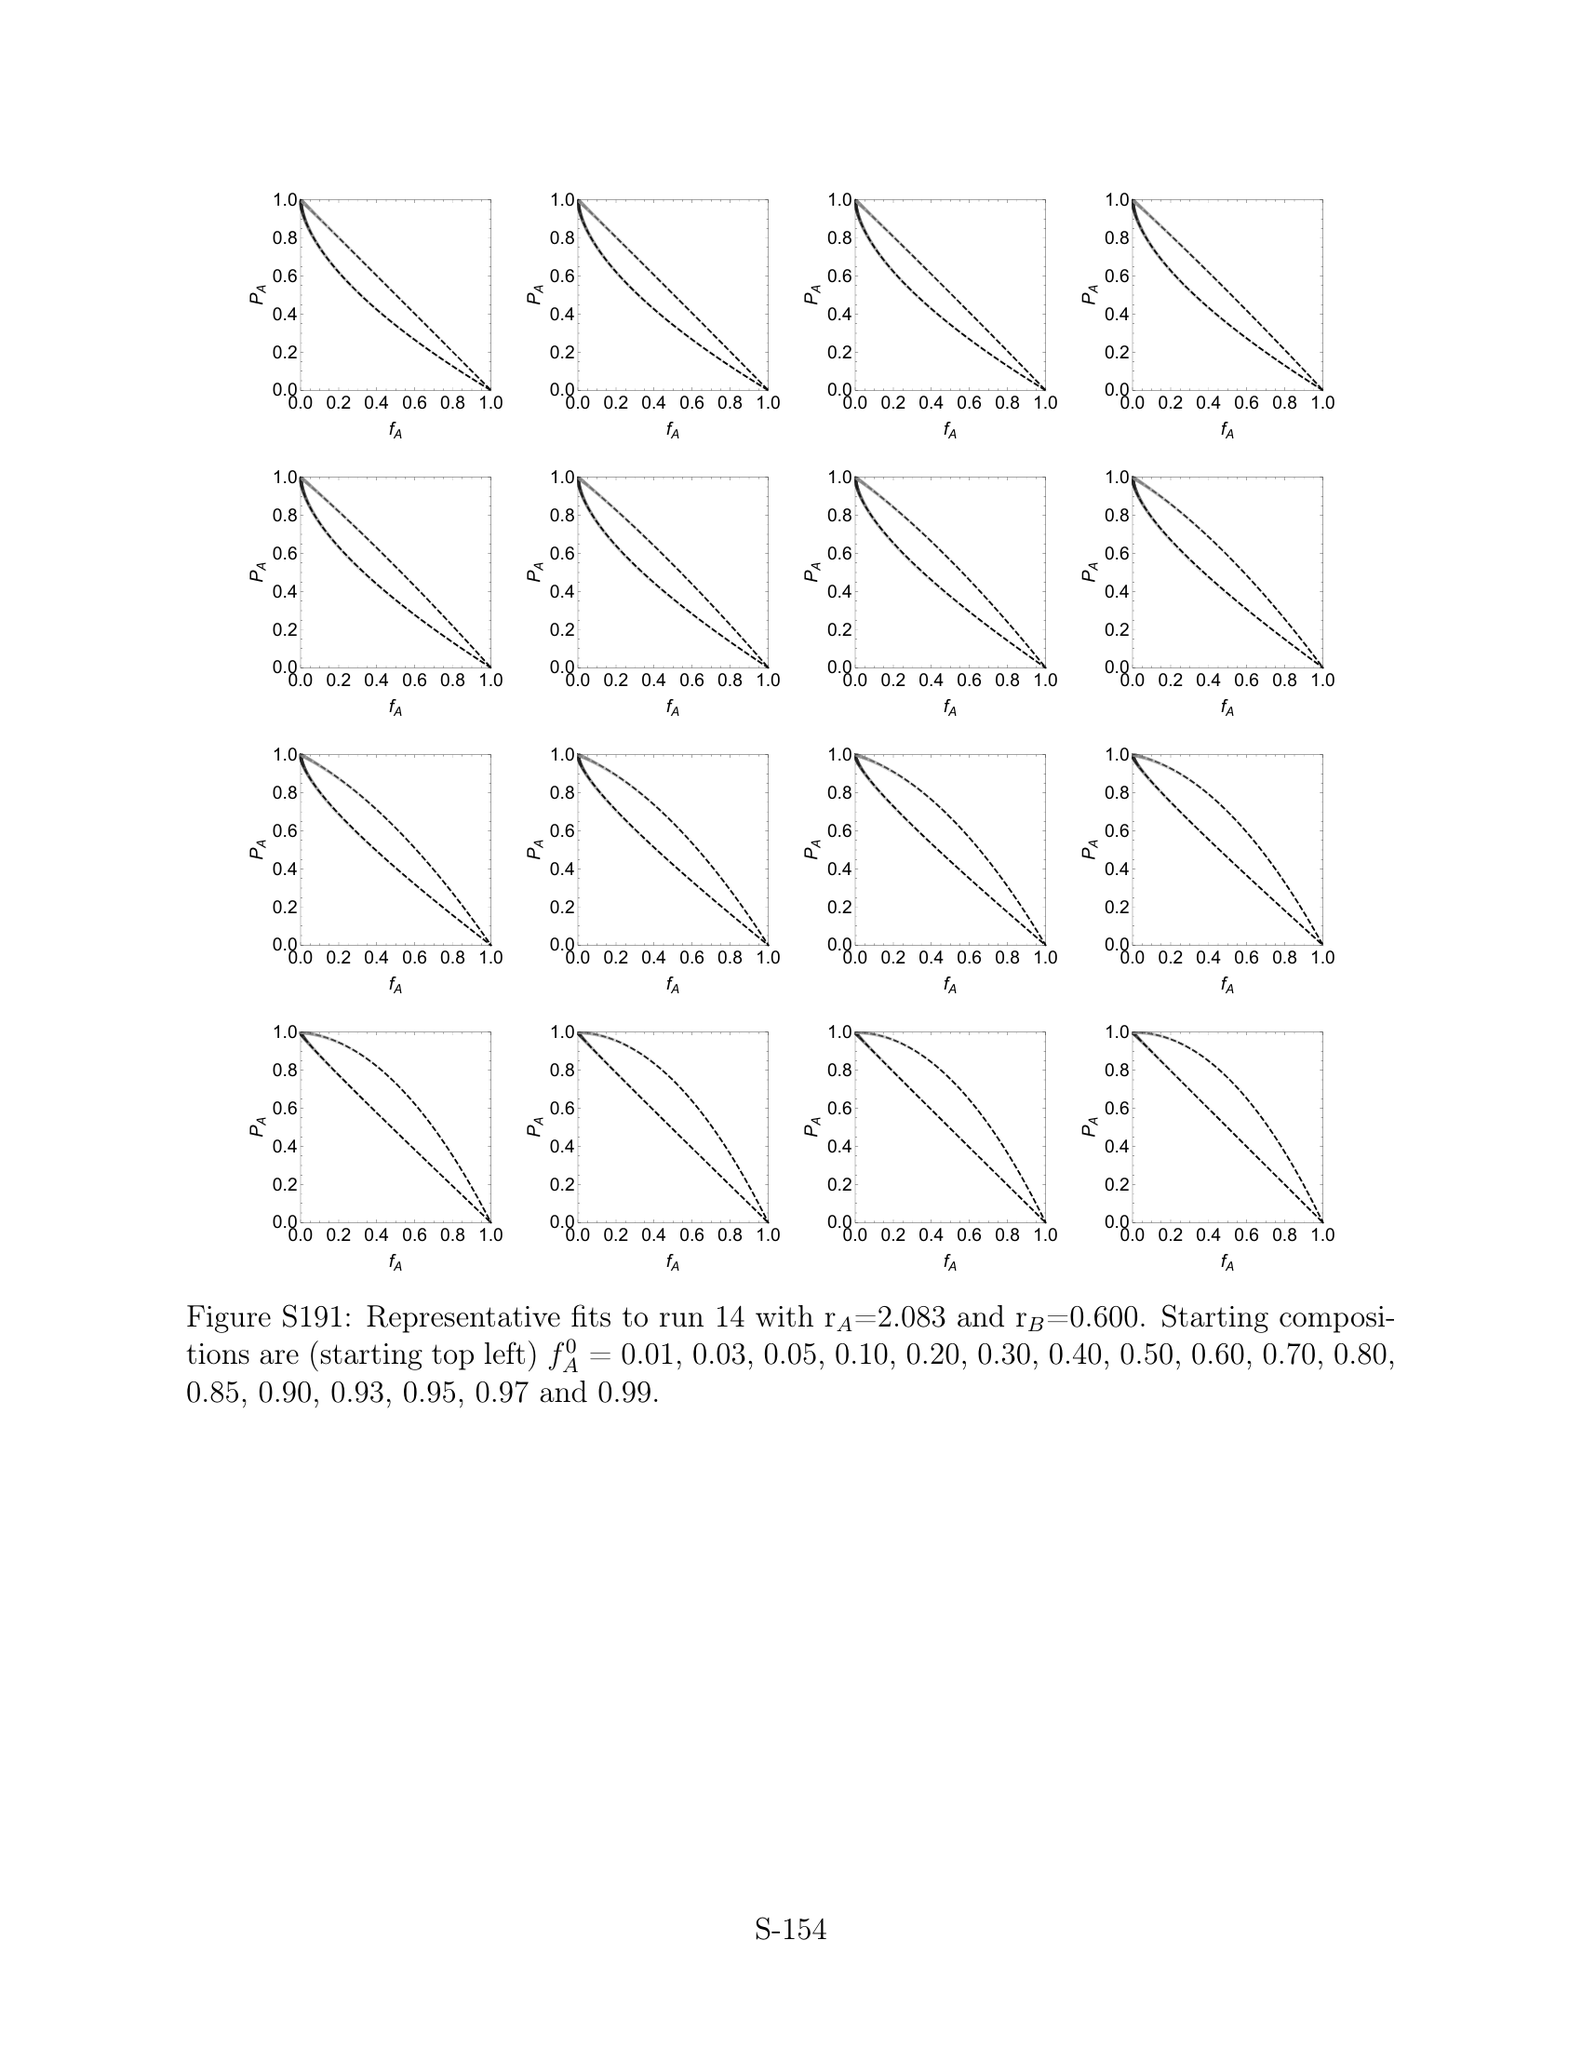 1.0 1.0 1.0 1.0
0.8 0.8 0.8 0.8
0.6 0.6 0.6 0.6
P_A P_A P_A P_A
0.4 0.4 0.4 0.4
0.2 0.2 0.2 0.2
0.0 0.0 0.0 0.0
0.0 0.2 0.4 0.6 0.8 1.0 0.0 0.2 0.4 0.6 0.8 1.0 0.0 0.2 0.4 0.6 0.8 1.0 0.0 0.2 0.4 0.6 0.8 1.0
f_A f_A f_A f_A
1.0 1.0 1.0 1.0
0.8 0.8 0.8 0.8
0.6 0.6 0.6 0.6
P_A P_A P_A P_A
0.4 0.4 0.4 0.4
0.2 0.2 0.2 0.2
0.0 0.0 0.0 0.0
0.0 0.2 0.4 0.6 0.8 1.0 0.0 0.2 0.4 0.6 0.8 1.0 0.0 0.2 0.4 0.6 0.8 1.0 0.0 0.2 0.4 0.6 0.8 1.0
f_A f_A f_A f_A
1.0 1.0 1.0 1.0
0.8 0.8 0.8 0.8
0.6 0.6 0.6 0.6
P_A P_A P_A P_A
0.4 0.4 0.4 0.4
0.2 0.2 0.2 0.2
0.0 0.0 0.0 0.0
0.0 0.2 0.4 0.6 0.8 1.0 0.0 0.2 0.4 0.6 0.8 1.0 0.0 0.2 0.4 0.6 0.8 1.0 0.0 0.2 0.4 0.6 0.8 1.0
f_A f_A f_A f_A
1.0 1.0 1.0 1.0
0.8 0.8 0.8 0.8
0.6 0.6 0.6 0.6
P_A P_A P_A P_A
0.4 0.4 0.4 0.4
0.2 0.2 0.2 0.2
0.0 0.0 0.0 0.0
0.0 0.2 0.4 0.6 0.8 1.0 0.0 0.2 0.4 0.6 0.8 1.0 0.0 0.2 0.4 0.6 0.8 1.0 0.0 0.2 0.4 0.6 0.8 1.0
f_A f_A f_A f_A
Figure S191: Representative fits to run 14 with r_A=2.083 and r_B=0.600. Starting composi-
tions are (starting top left) f_A^0 = 0.01, 0.03, 0.05, 0.10, 0.20, 0.30, 0.40, 0.50, 0.60, 0.70, 0.80,
0.85, 0.90, 0.93, 0.95, 0.97 and 0.99.
S-154